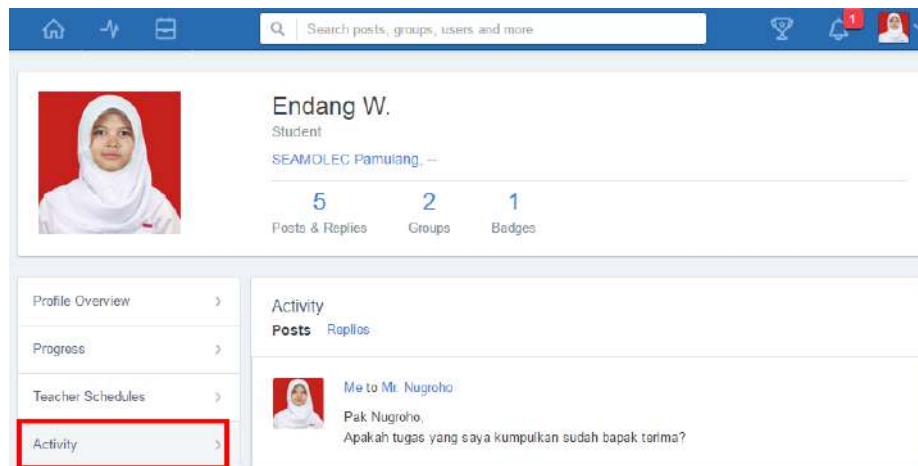 Search posts, groups, users and more
1
Endang W.
Student
SEAMOLEC Pamulang, --
5 2 1
Posts & Replies Groups Badges
Profile Overview
Progress
Teacher Schedules
Activity
Activity
Posts Replies
Me to Mr. Nugroho
Pak Nugroho,
Apakah tugas yang saya kumpulkan sudah bapak terima?